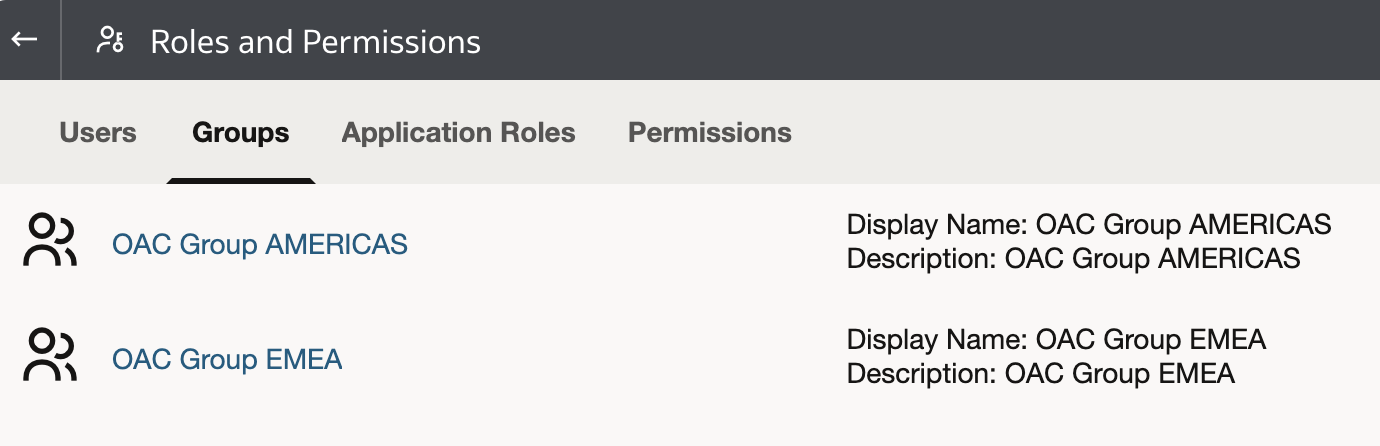 Roles and Permissions
Users Groups Application Roles Permissions
OAC Group AMERICAS
Display Name: OAC Group AMERICAS
Description: OAC Group AMERICAS
OAC Group EMEA
Display Name: OAC Group EMEA
Description: OAC Group EMEA